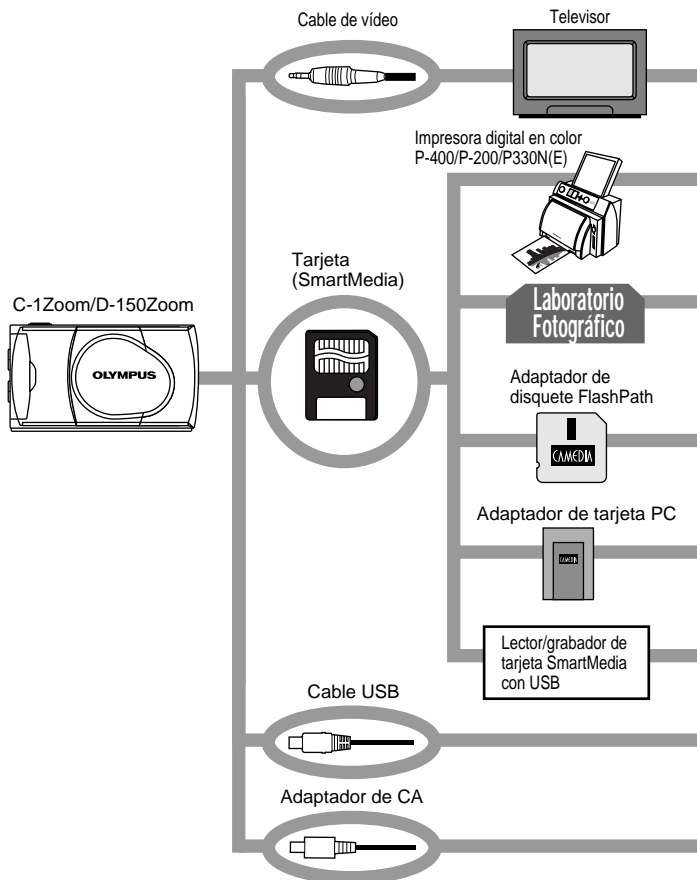 Cable de vídeo
Televisor
Impresora digital en color
P-400/P-200/P330N(E)
Tarjeta
(SmartMedia)
C-1Zoom/D-150Zoom
OLYMPUS
Laboratorio
Fotográfico
Adaptador de
disquete FlashPath
CAMEDIA
Adaptador de tarjeta PC
CAMEDIA
Lector/grabador de
tarjeta SmartMedia
con USB
Cable USB
Adaptador de CA